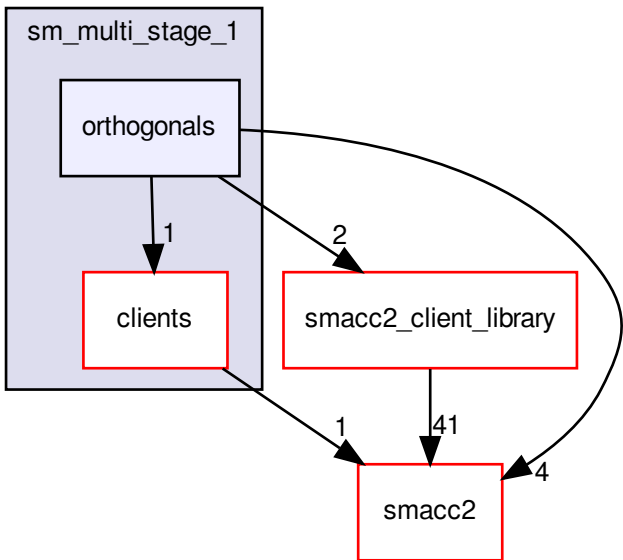 sm_multi_stage_1
orthogonals
1
2
clients
smacc2_client_library
1
41
4
smacc2